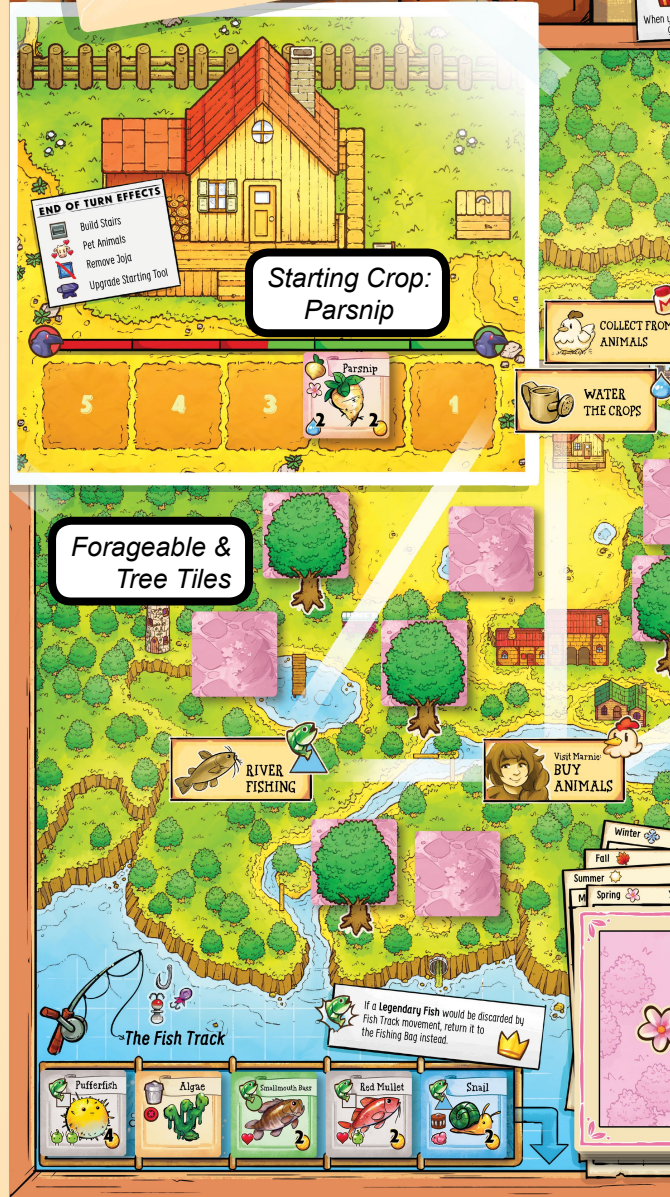 When y
END OF TURN EFFECTS
Build Stairs
Pet Animals
Remove Joja
Upgrade Starting Tool
Starting Crop:
Parsnip
COLLECT FROM
ANIMALS
WATER
THE CROPS
5
4
3
Parsnip
2
2
1
Forageable &
Tree Tiles
RIVER
FISHING
Visit Marnie:
BUY
ANIMALS
Winter
Fall
Summer
M
Spring
If a Legendary Fish would be discarded by
Fish Track movement, return it to
the Fishing Bag instead.
The Fish Track
Pufferfish
4
Algae
Smallmouth Bass
2
Red Mullet
2
Snail
2